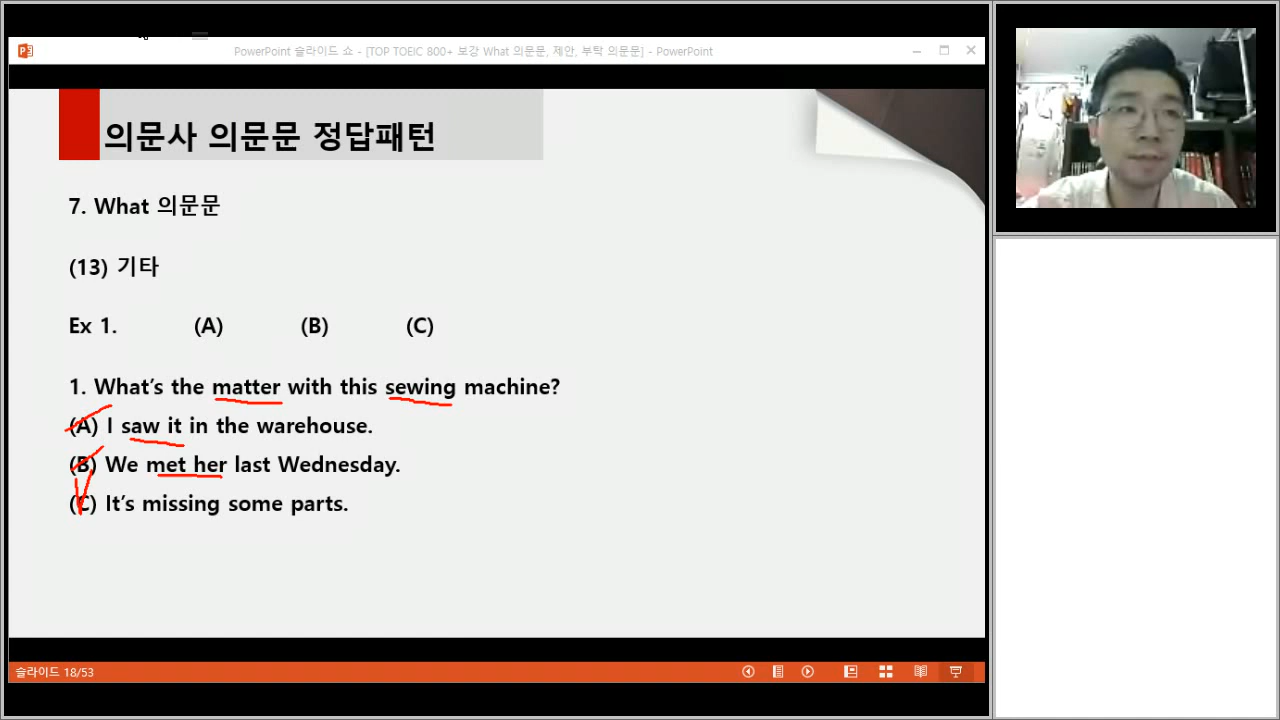 PowerPoint 슬라이드 쇼 - [TOP TOEIC 800+ 보강 What 의문문, 제안, 부탁 의문문] - PowerPoint
의문사 의문문 정답패턴
7. What 의문문
(13) 기타
Ex 1. (A) (B) (C)
1. What's the matter with this sewing machine?
(A) I saw it in the warehouse.
(B) We met her last Wednesday.
(C) It's missing some parts.
슬라이드 18/53